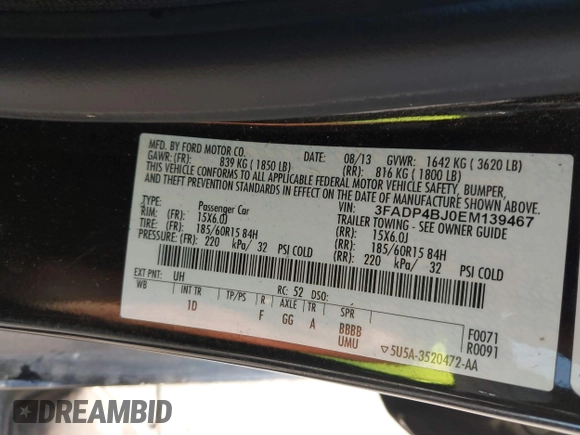 MFD. BY FORD MOTOR CO.
DATE: 08/13 GVWR: 1642 KG ( 3620 LB)
GAWR:(FR): 839 KG ( 1850 LB) (RR): 816 KG ( 1800 LB)
THIS VEHICLE CONFORMS TO ALL APPLICABLE FEDERAL MOTOR VEHICLE SAFETY, BUMPER,
AND THEFT PREVENTION STANDARDS IN EFFECT ON THE DATE OF MANUFACTURE SHOWN ABOVE.
VIN: 3FADP4BJ0EM139467
TYPE: Passenger Car TRAILER TOWING - SEE OWNER GUIDE
RIM: (FR): 15X6.0J (RR): 15X6.0J
TIRE: (FR): 185/60R15 84H (RR): 185/60R15 84H
PRESSURE: (FR): 220 kPa/ 32 PSI COLD (RR): 220 kPa/ 32 PSI COLD
EXT PNT: UH RC: 52 DSO:
WB INT TR TP/PS R AXLE TR SPR
1D F GG A BBBB
UMU
F0071
R0091
▽5U5A-3520472-AA
DREAMBID